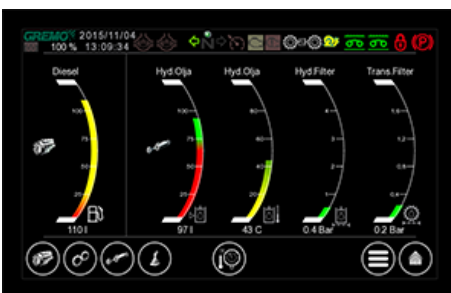 GREMO 2015/11/04
100 % 13:09:34
N
(P)
Diesel Hyd.Olja Hyd.Olja Hyd.Filter Trans.Filter
100 100 80 4 1.6
75 75 60 3 1.2
50 50 40 2 0.8
25 25 20 1 0.4
110 l 97 l 43 C 0.4 Bar 0.2 Bar